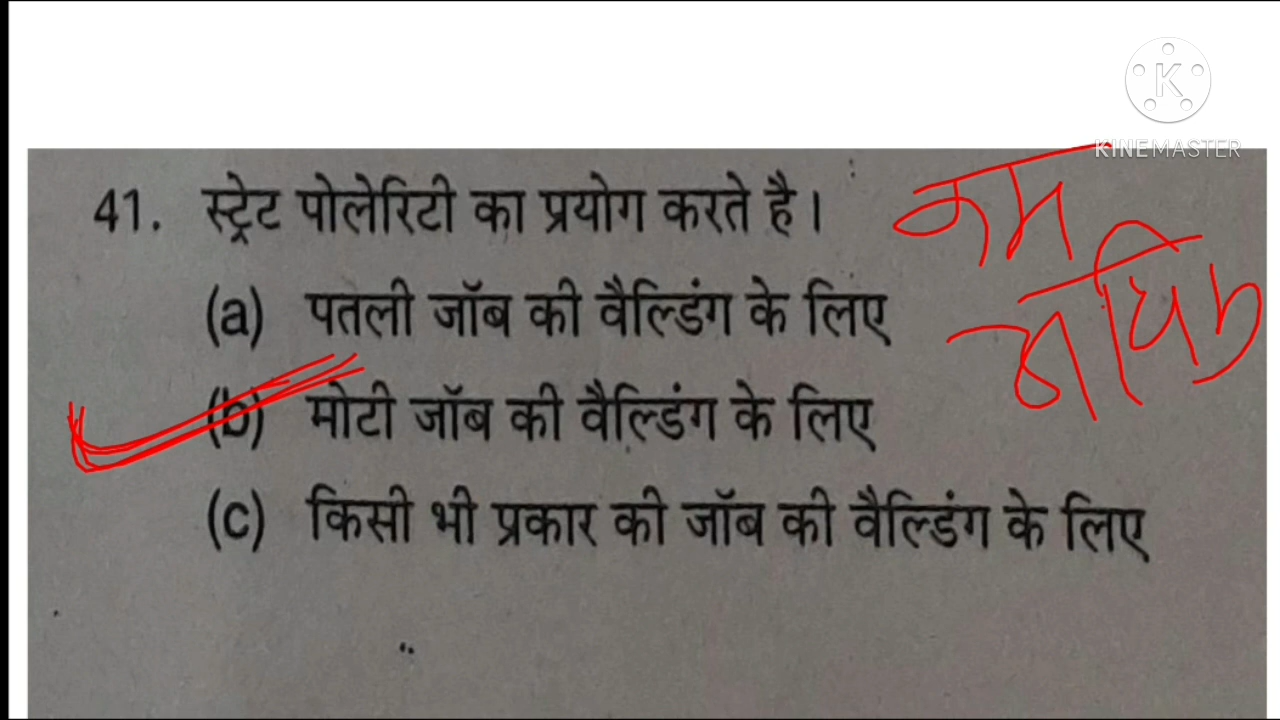 K
KINEMASTER
41. स्ट्रेट पोलेरिटी का प्रयोग करते है।
कम
(a) पतली जॉब की वैल्डिंग के लिए
अधिक
(b) मोटी जॉब की वैल्डिंग के लिए
(c) किसी भी प्रकार की जॉब की वैल्डिंग के लिए